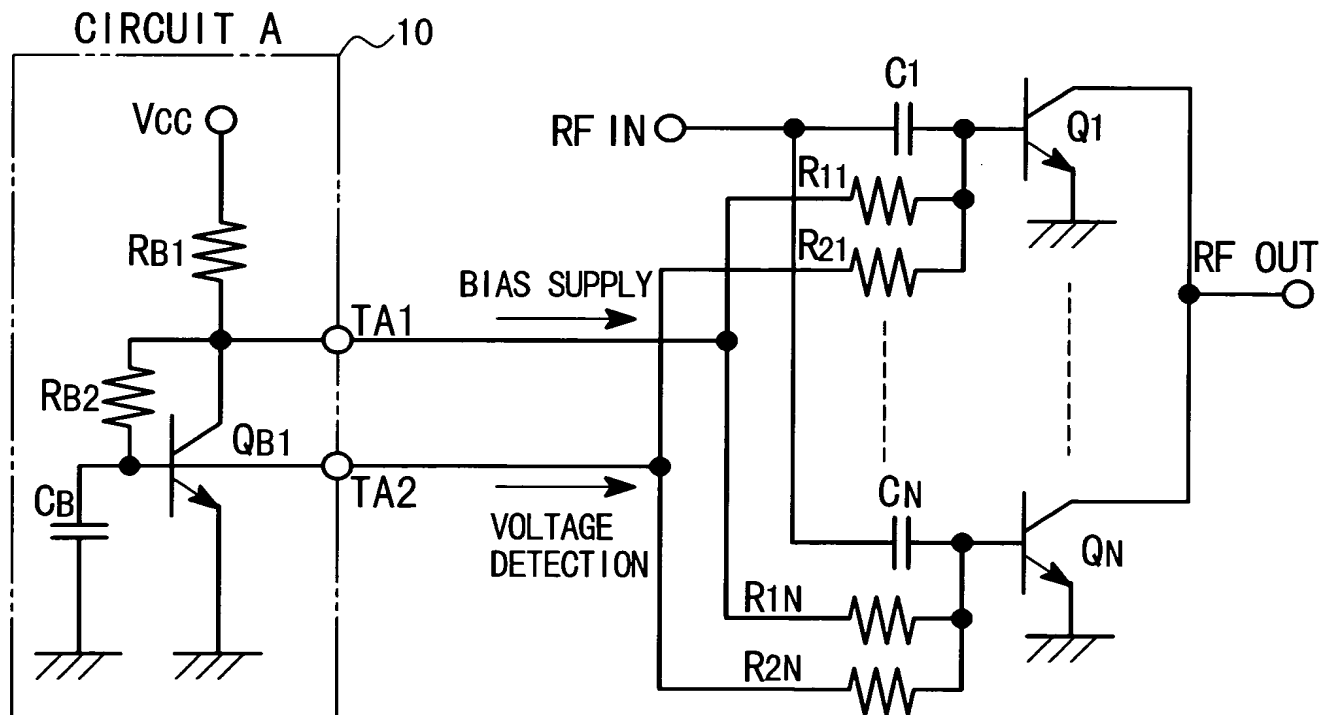 CIRCUIT A
10
VCC
RB1
RB2
QB1
CB
TA1
TA2
BIAS SUPPLY
VOLTAGE
DETECTION
RF IN
C1
R11
R21
Q1
RF OUT
CN
R1N
R2N
QN